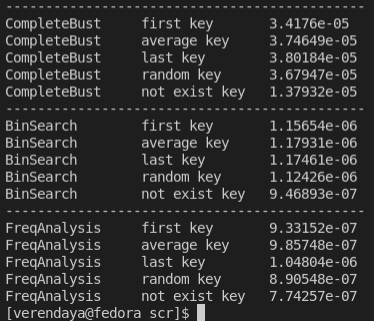 ---------------------------------------------
CompleteBust first key 3.4176e-05
CompleteBust average key 3.74649e-05
CompleteBust last key 3.80184e-05
CompleteBust random key 3.67947e-05
CompleteBust not exist key 1.37932e-05
---------------------------------------------
BinSearch first key 1.15654e-06
BinSearch average key 1.17931e-06
BinSearch last key 1.17461e-06
BinSearch random key 1.12426e-06
BinSearch not exist key 9.46893e-07
---------------------------------------------
FreqAnalysis first key 9.33152e-07
FreqAnalysis average key 9.85748e-07
FreqAnalysis last key 1.04804e-06
FreqAnalysis random key 8.90548e-07
FreqAnalysis not exist key 7.74257e-07
[verendaya@fedora scr]$